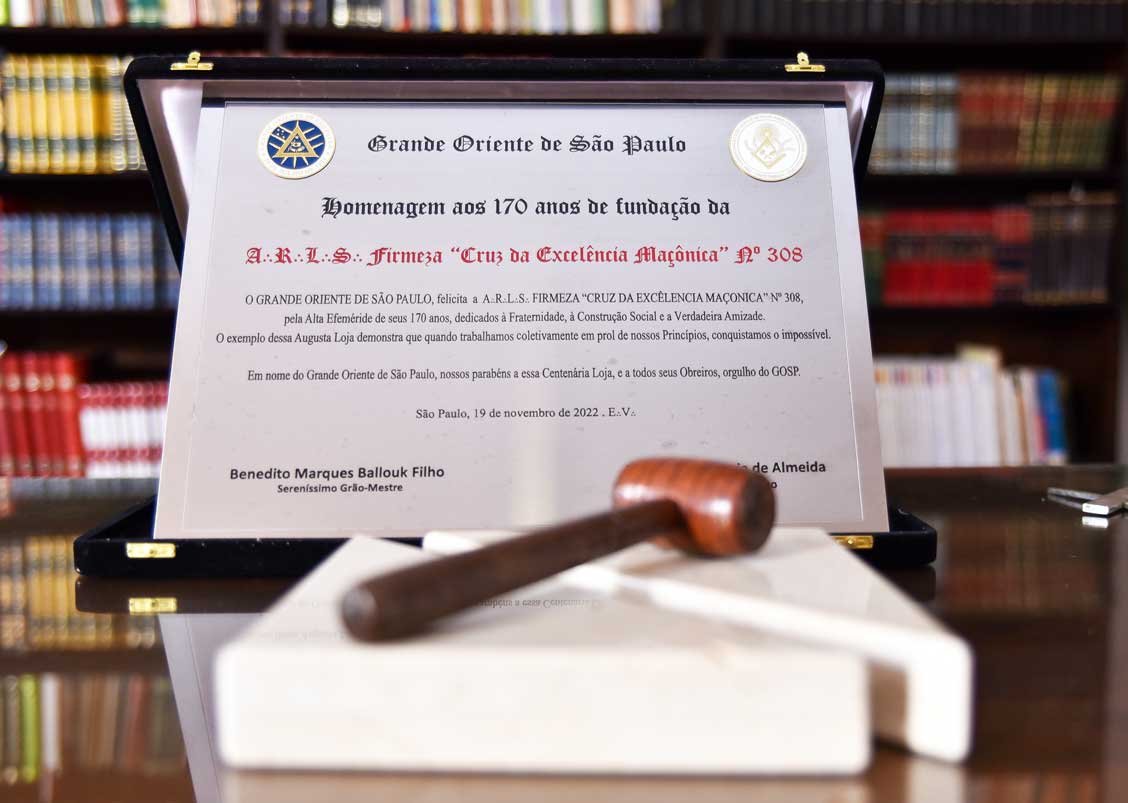 Grande Oriente de São Paulo
Homenagem aos 170 anos de fundação da
A∴R∴L∴S∴ Firmeza “Cruz da Excelência Maçônica” Nº 308
O GRANDE ORIENTE DE SÃO PAULO, felicita a A∴R∴L∴S∴ FIRMEZA “CRUZ DA EXCÊLENCIA MAÇONICA” Nº 308,
pela Alta Efeméride de seus 170 anos, dedicados à Fraternidade, à Construção Social e a Verdadeira Amizade.
O exemplo dessa Augusta Loja demonstra que quando trabalhamos coletivamente em prol de nossos Princípios, conquistamos o impossível.
Em nome do Grande Oriente de São Paulo, nossos parabéns a essa Centenária Loja, e a todos seus Obreiros, orgulho do GOSP.
São Paulo, 19 de novembro de 2022 . E∴V∴
Benedito Marques Ballouk Filho
de Almeida
Sereníssimo Grão-Mestre